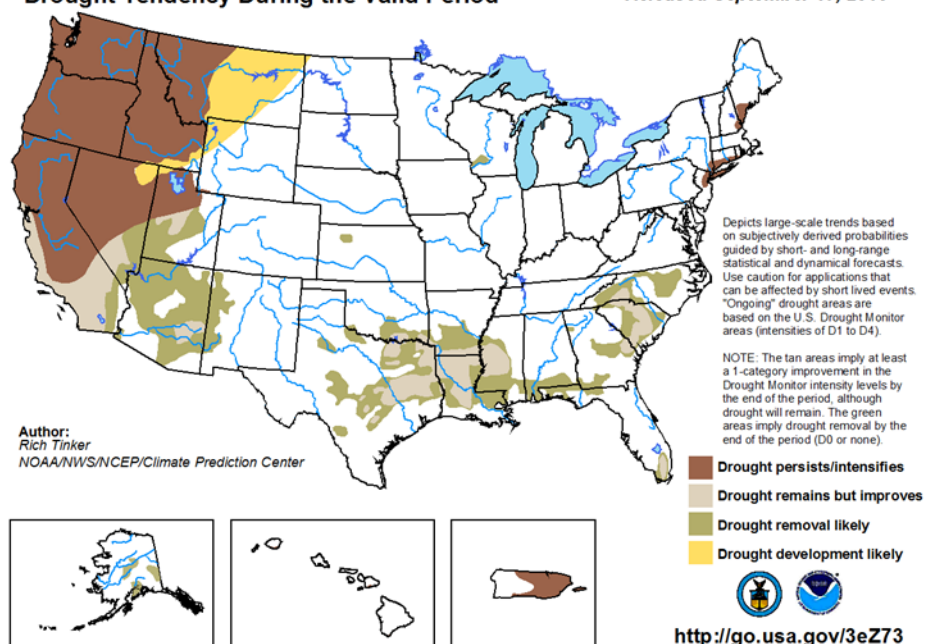 Drought Tendency During the Valid Period
Depicts large-scale trends based
on subjectively derived probabilities
guided by short- and long-range
statistical and dynamical forecasts.
Use caution for applications that
can be affected by short lived events.
"Ongoing" drought areas are
based on the U.S. Drought Monitor
areas (intensities of D1 to D4).
NOTE: The tan areas imply at least
a 1-category improvement in the
Drought Monitor intensity levels by
the end of the period, although
drought will remain. The green
areas imply drought removal by the
end of the period (D0 or none).
Author:
Rich Tinker
NOAA/NWS/NCEP/Climate Prediction Center
Drought persists/intensifies
Drought remains but improves
Drought removal likely
Drought development likely
http://go.usa.gov/3eZ73